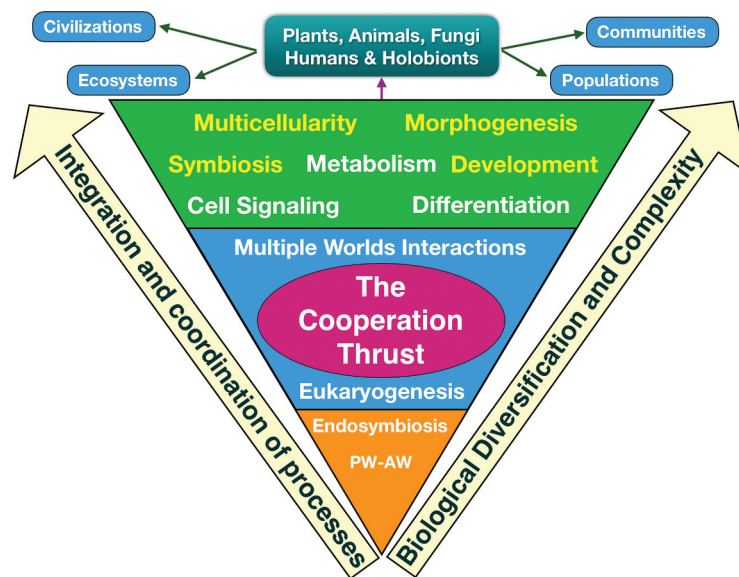 Civilizations
Plants, Animals, Fungi
Humans & Holobionts
Communities
Ecosystems
Populations
Multicellularity
Morphogenesis
Symbiosis
Metabolism
Development
Cell Signaling
Differentiation
Multiple Worlds Interactions
The
Cooperation
Thrust
Eukaryogenesis
Endosymbiosis
PW-AW
Integration and coordination of processes
Biological Diversification and Complexity